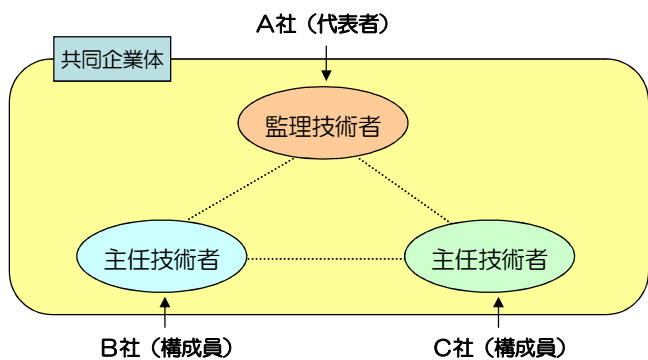 A社（代表者）
共同企業体
監理技術者
主任技術者
主任技術者
B社（構成員）
C社（構成員）